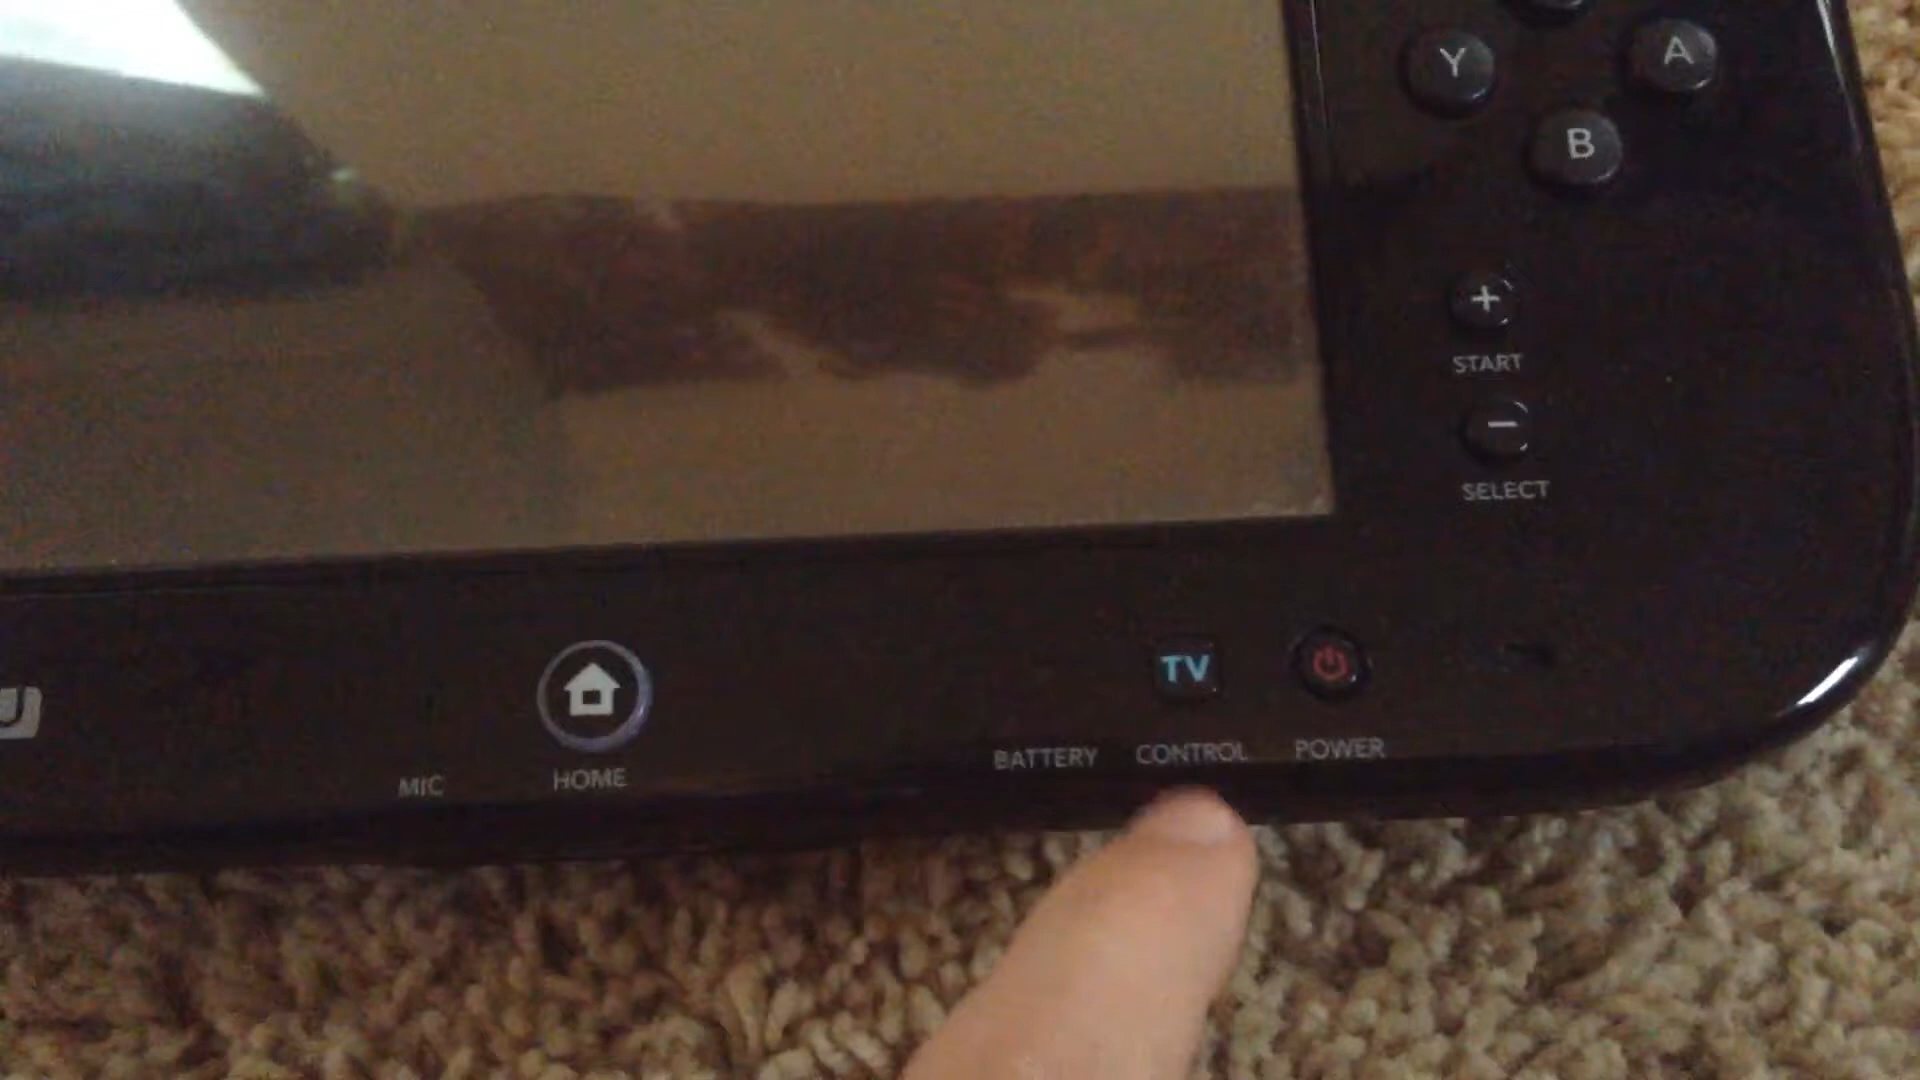 Y
A
B
+
START
-
SELECT
TV
U
MIC
HOME
BATTERY
CONTROL
POWER